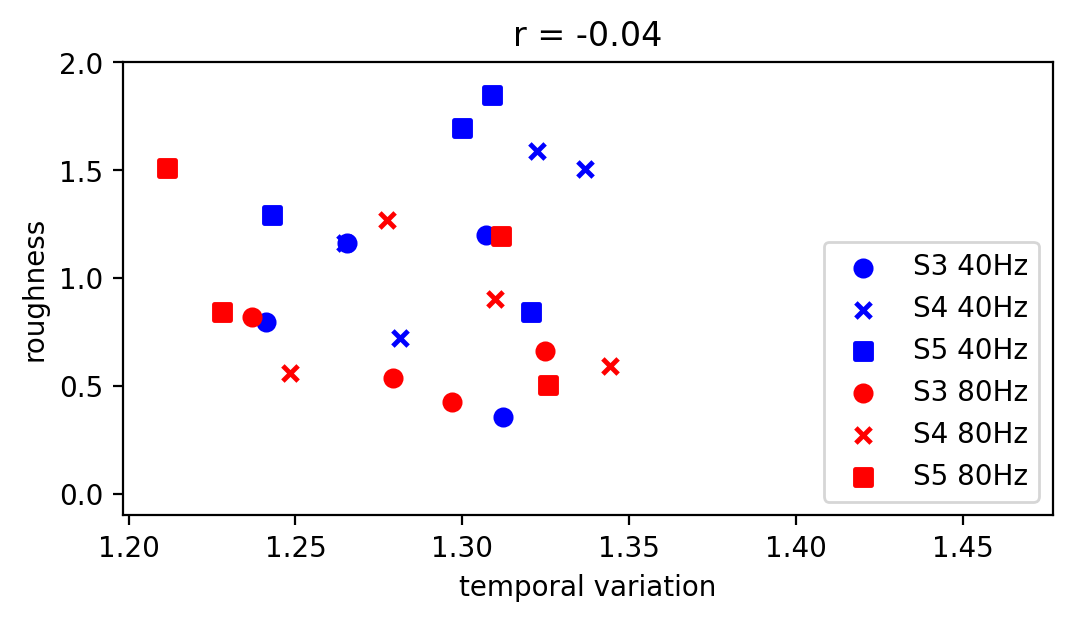 r = -0.04
2.0
1.5
1.0
0.5
0.0
roughness
S3 40Hz
S4 40Hz
S5 40Hz
S3 80Hz
S4 80Hz
S5 80Hz
1.20 1.25 1.30 1.35 1.40 1.45
temporal variation